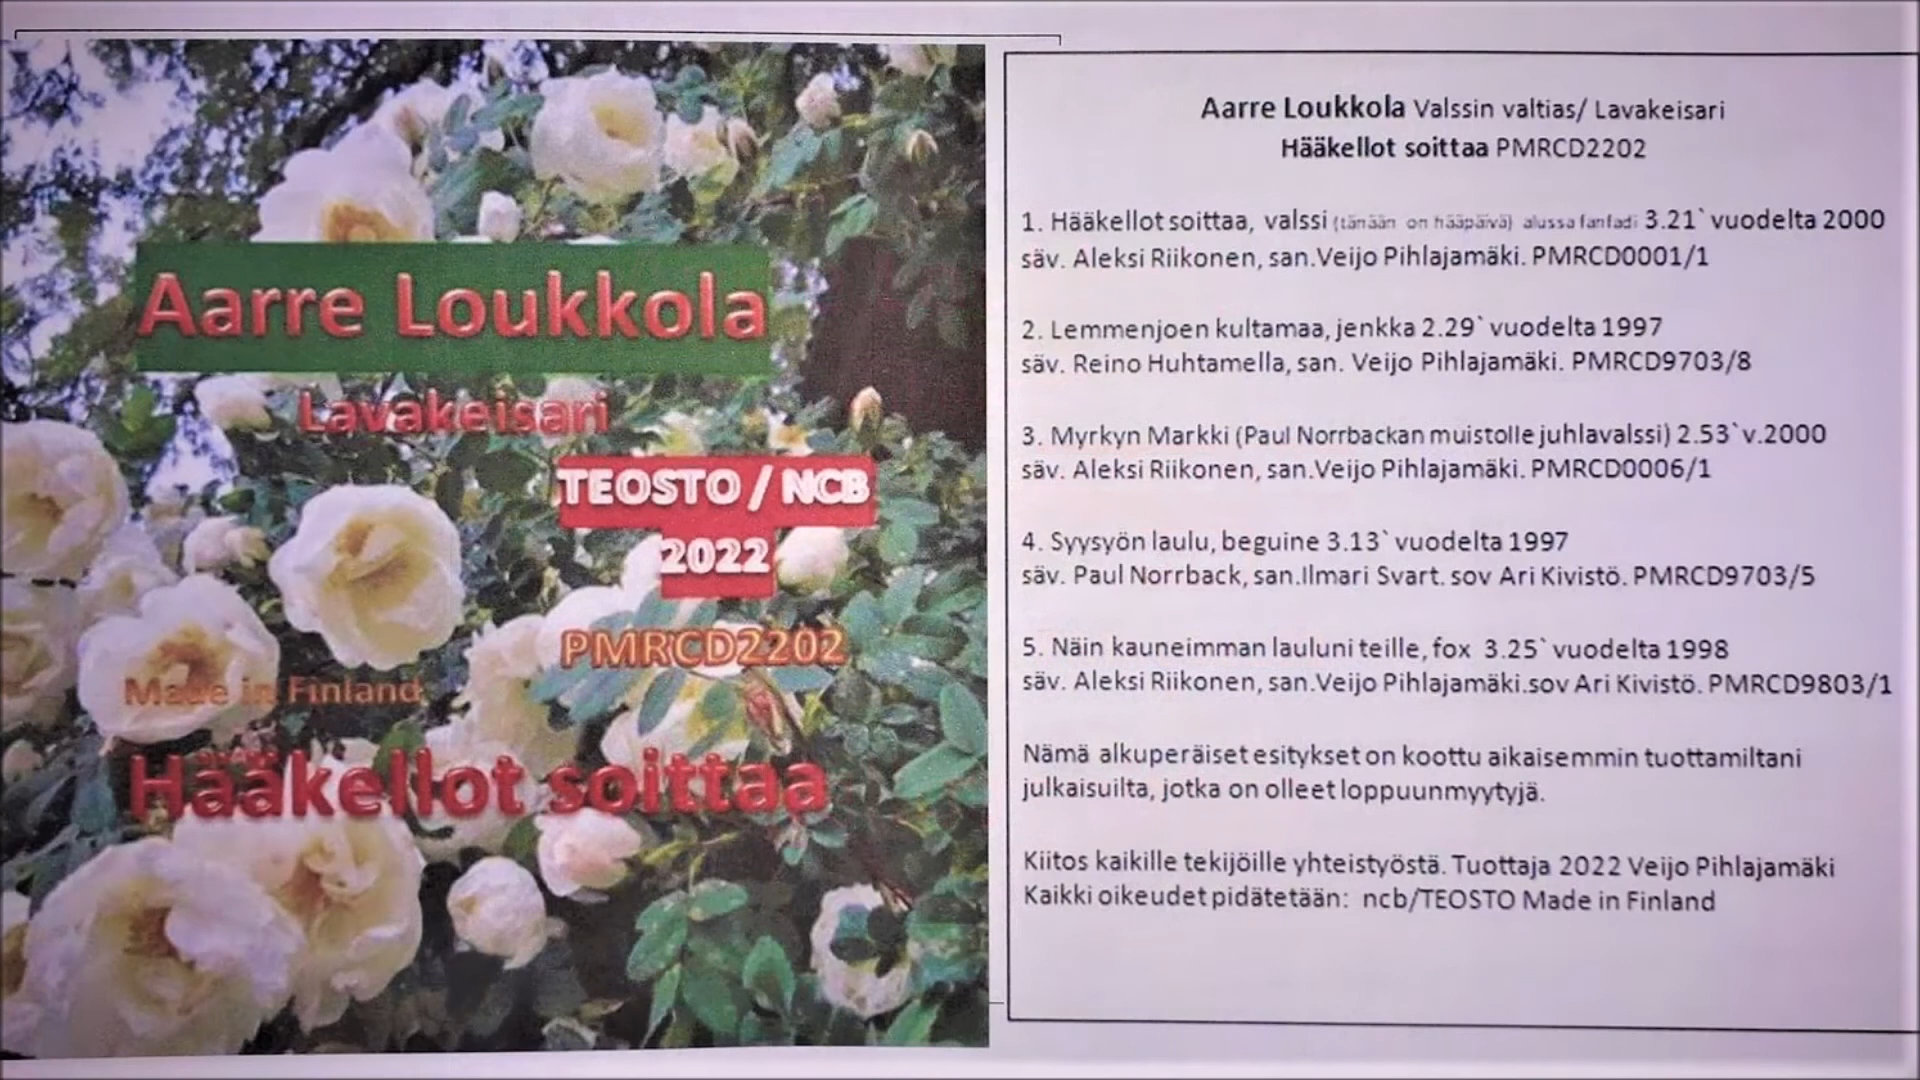 Aarre Loukkola
Lavakeisari
TEOSTO / NCB
2022
PMRCD2202
Made in Finland
Hääkellot soittaa
Aarre Loukkola Valssin valtias/ Lavakeisari
Hääkellot soittaa PMRCD2202
1. Hääkellot soittaa, valssi (tänään on hääpäivä) alussa fanfadi 3.21` vuodelta 2000
säv. Aleksi Riikonen, san.Veijo Pihlajamäki. PMRCD0001/1
2. Lemmenjoen kultamaa, jenkka 2.29` vuodelta 1997
säv. Reino Huhtamella, san. Veijo Pihlajamäki. PMRCD9703/8
3. Myrkyn Markki (Paul Norrbackan muistolle juhlavalssi) 2.53`v.2000
säv. Aleksi Riikonen, san.Veijo Pihlajamäki. PMRCD0006/1
4. Syysyön laulu, beguine 3.13` vuodelta 1997
säv. Paul Norrback, san.Ilmari Svart. sov Ari Kivistö. PMRCD9703/5
5. Näin kauneimman lauluni teille, fox 3.25` vuodelta 1998
säv. Aleksi Riikonen, san.Veijo Pihlajamäki.sov Ari Kivistö. PMRCD9803/1
Nämä alkuperäiset esitykset on koottu aikaisemmin tuottamiltani
julkaisuilta, jotka on olleet loppuunmyytyjä.
Kiitos kaikille tekijöille yhteistyöstä. Tuottaja 2022 Veijo Pihlajamäki
Kaikki oikeudet pidätetään: ncb/TEOSTO Made in Finland